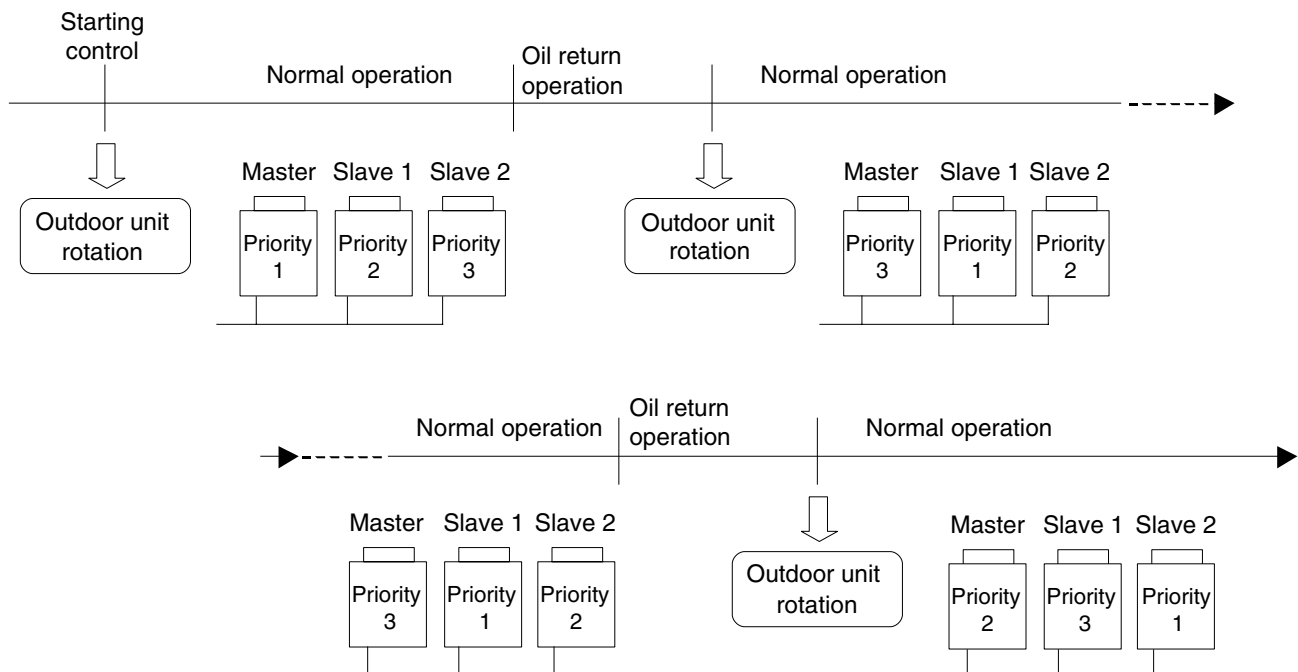 Starting
control
Normal operation
Oil return
operation
Normal operation
Outdoor unit
rotation
Master Slave 1 Slave 2
Priority
1
Priority
2
Priority
3
Outdoor unit
rotation
Master Slave 1 Slave 2
Priority
3
Priority
1
Priority
2
Normal operation
Oil return
operation
Normal operation
Master Slave 1 Slave 2
Priority
3
Priority
1
Priority
2
Outdoor unit
rotation
Master Slave 1 Slave 2
Priority
2
Priority
3
Priority
1